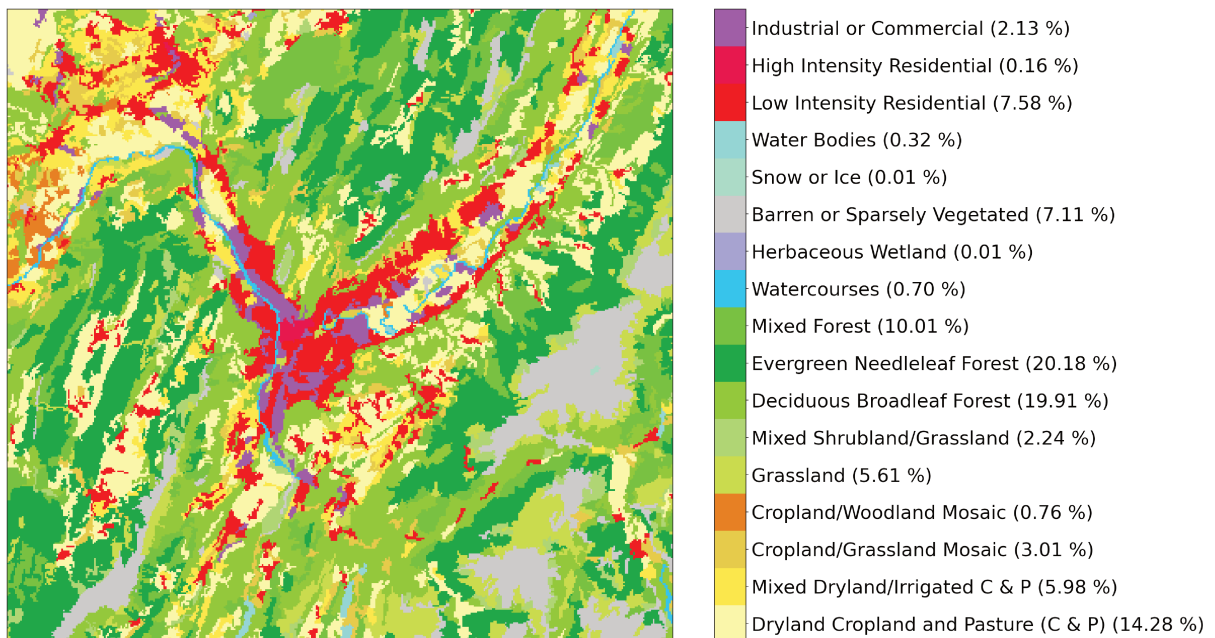 Industrial or Commercial (2.13 %)
High Intensity Residential (0.16 %)
Low Intensity Residential (7.58 %)
Water Bodies (0.32 %)
Snow or Ice (0.01 %)
Barren or Sparsely Vegetated (7.11 %)
Herbaceous Wetland (0.01 %)
Watercourses (0.70 %)
Mixed Forest (10.01 %)
Evergreen Needleleaf Forest (20.18 %)
Deciduous Broadleaf Forest (19.91 %)
Mixed Shrubland/Grassland (2.24 %)
Grassland (5.61 %)
Cropland/Woodland Mosaic (0.76 %)
Cropland/Grassland Mosaic (3.01 %)
Mixed Dryland/Irrigated C & P (5.98 %)
Dryland Cropland and Pasture (C & P) (14.28 %)